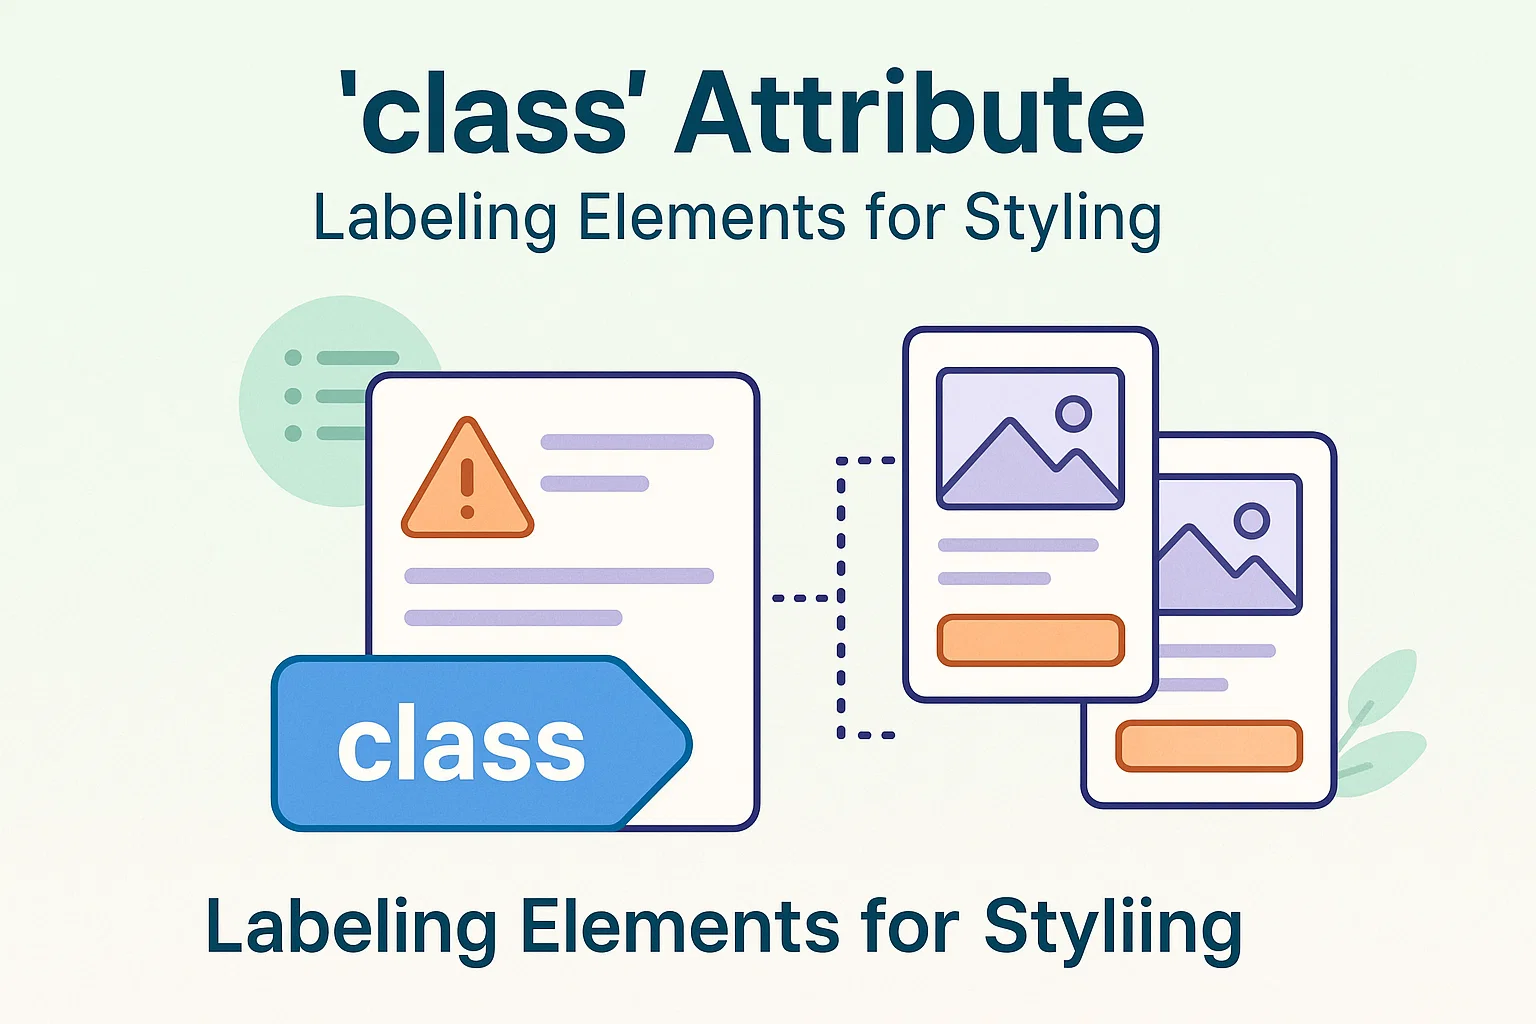 'class' Attribute
Labeling Elements for Styling
class
Labeling Elements for Styliing